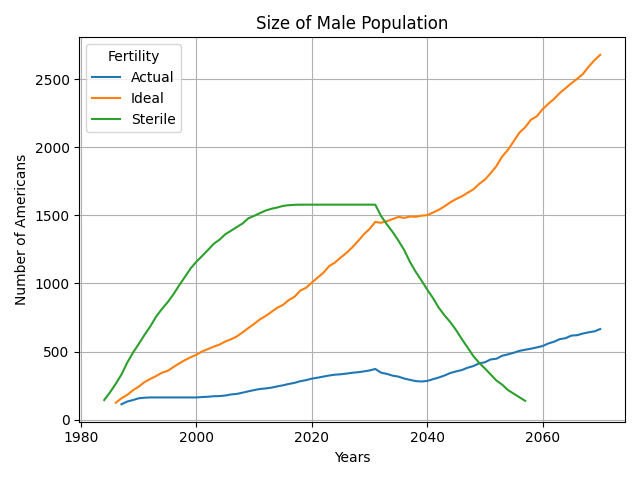 Size of Male Population
Fertility
Actual
Ideal
Sterile
Number of Americans
2500
2000
1500
1000
500
0
1980 2000 2020 2040 2060
Years